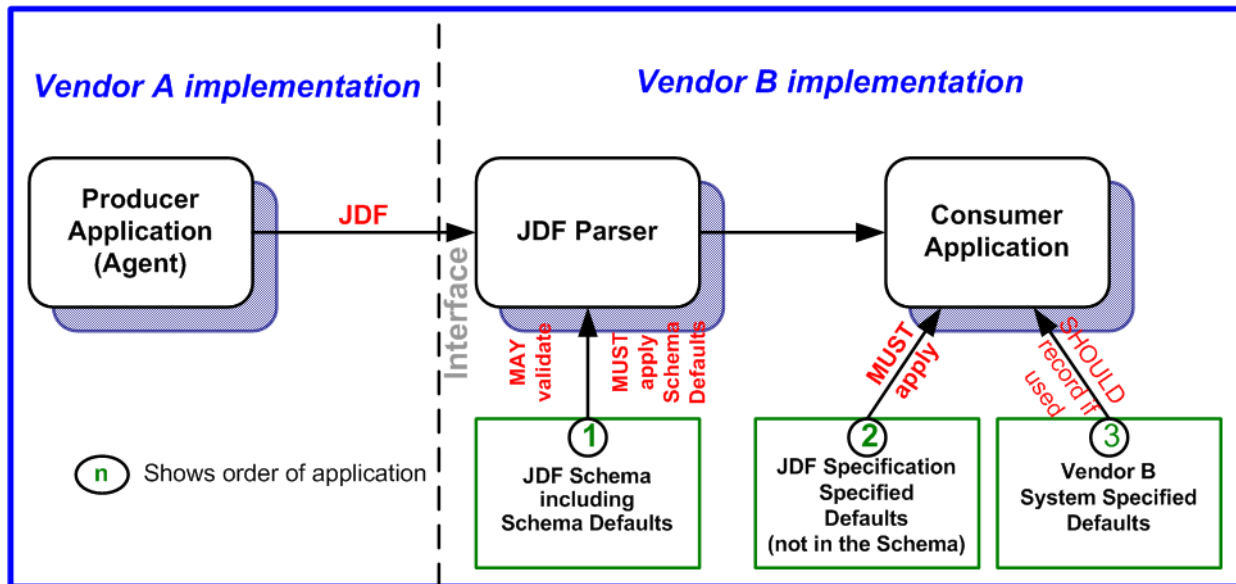 Vendor A implementation
Vendor B implementation
Producer
Application
(Agent)
JDF
Interface
JDF Parser
Consumer
Application
MAY
validate
MUST
apply
Schema
Defaults
MUST
apply
SHOULD
record if
used
n Shows order of application
1
JDF Schema
including
Schema Defaults
2
JDF Specification
Specified
Defaults
(not in the Schema)
3
Vendor B
System Specified
Defaults